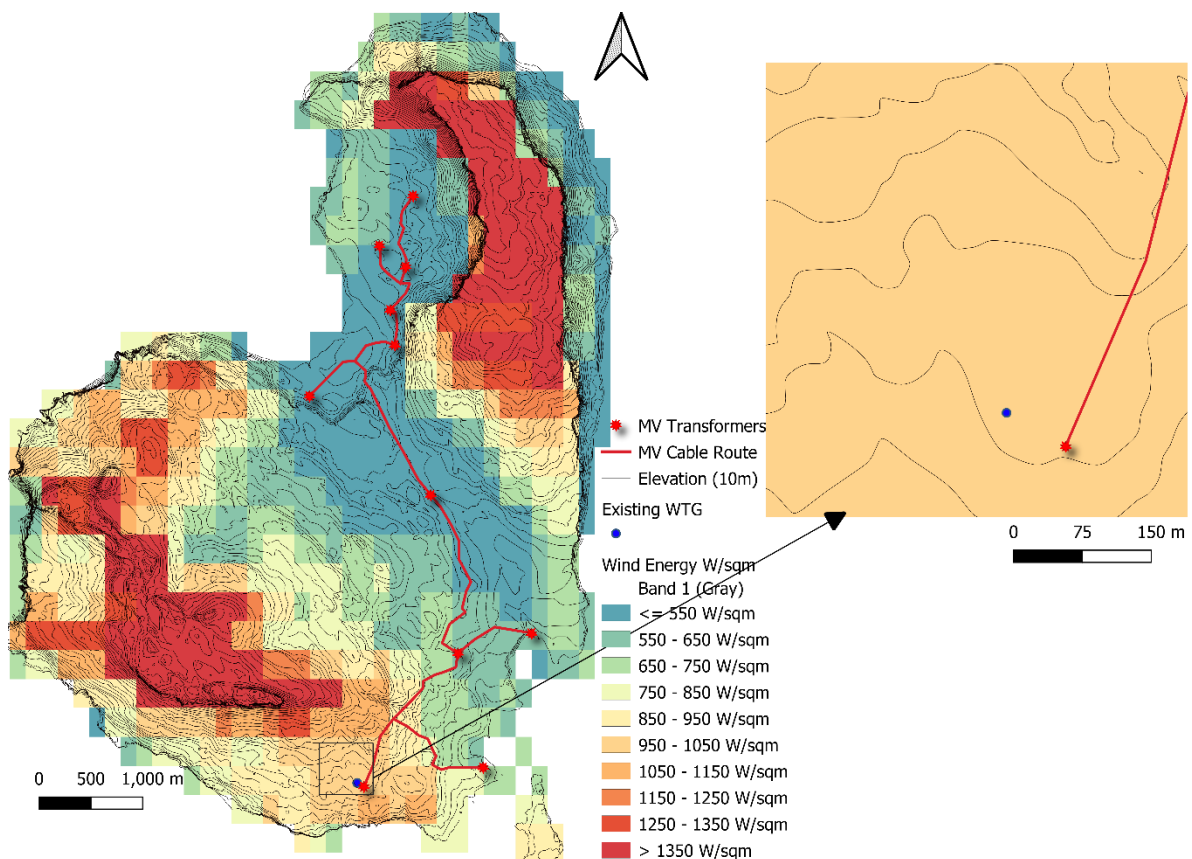 MV Transformers
MV Cable Route
Elevation (10m)
Existing WTG
Wind Energy W/sqm
Band 1 (Gray)
<= 550 W/sqm
550 - 650 W/sqm
650 - 750 W/sqm
750 - 850 W/sqm
850 - 950 W/sqm
950 - 1050 W/sqm
1050 - 1150 W/sqm
1150 - 1250 W/sqm
1250 - 1350 W/sqm
> 1350 W/sqm
0 500 1,000 m
0 75 150 m